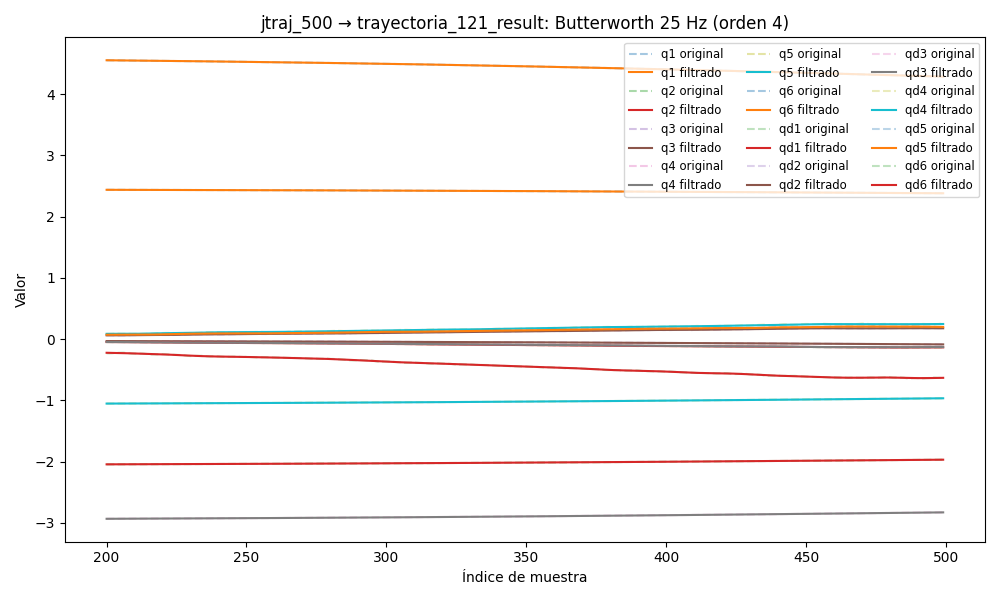 jtraj_500 → trayectoria_121_result: Butterworth 25 Hz (orden 4)
q1 original
q1 filtrado
q2 original
q2 filtrado
q3 original
q3 filtrado
q4 original
q4 filtrado
q5 original
q5 filtrado
q6 original
q6 filtrado
qd1 original
qd1 filtrado
qd2 original
qd2 filtrado
qd3 original
qd3 filtrado
qd4 original
qd4 filtrado
qd5 original
qd5 filtrado
qd6 original
qd6 filtrado
Valor
4
3
2
1
0
−1
−2
−3
200 250 300 350 400 450 500
Índice de muestra